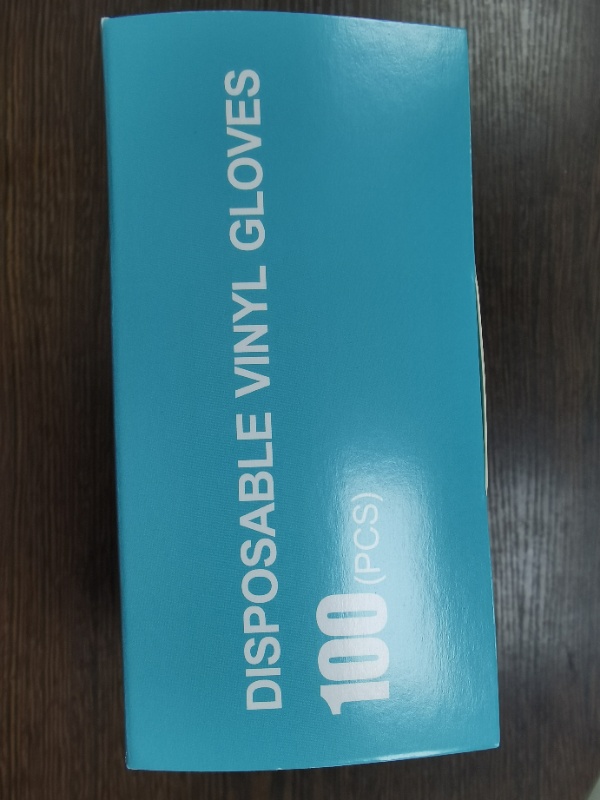 DISPOSABLE VINYL GLOVES
100 (PCS)